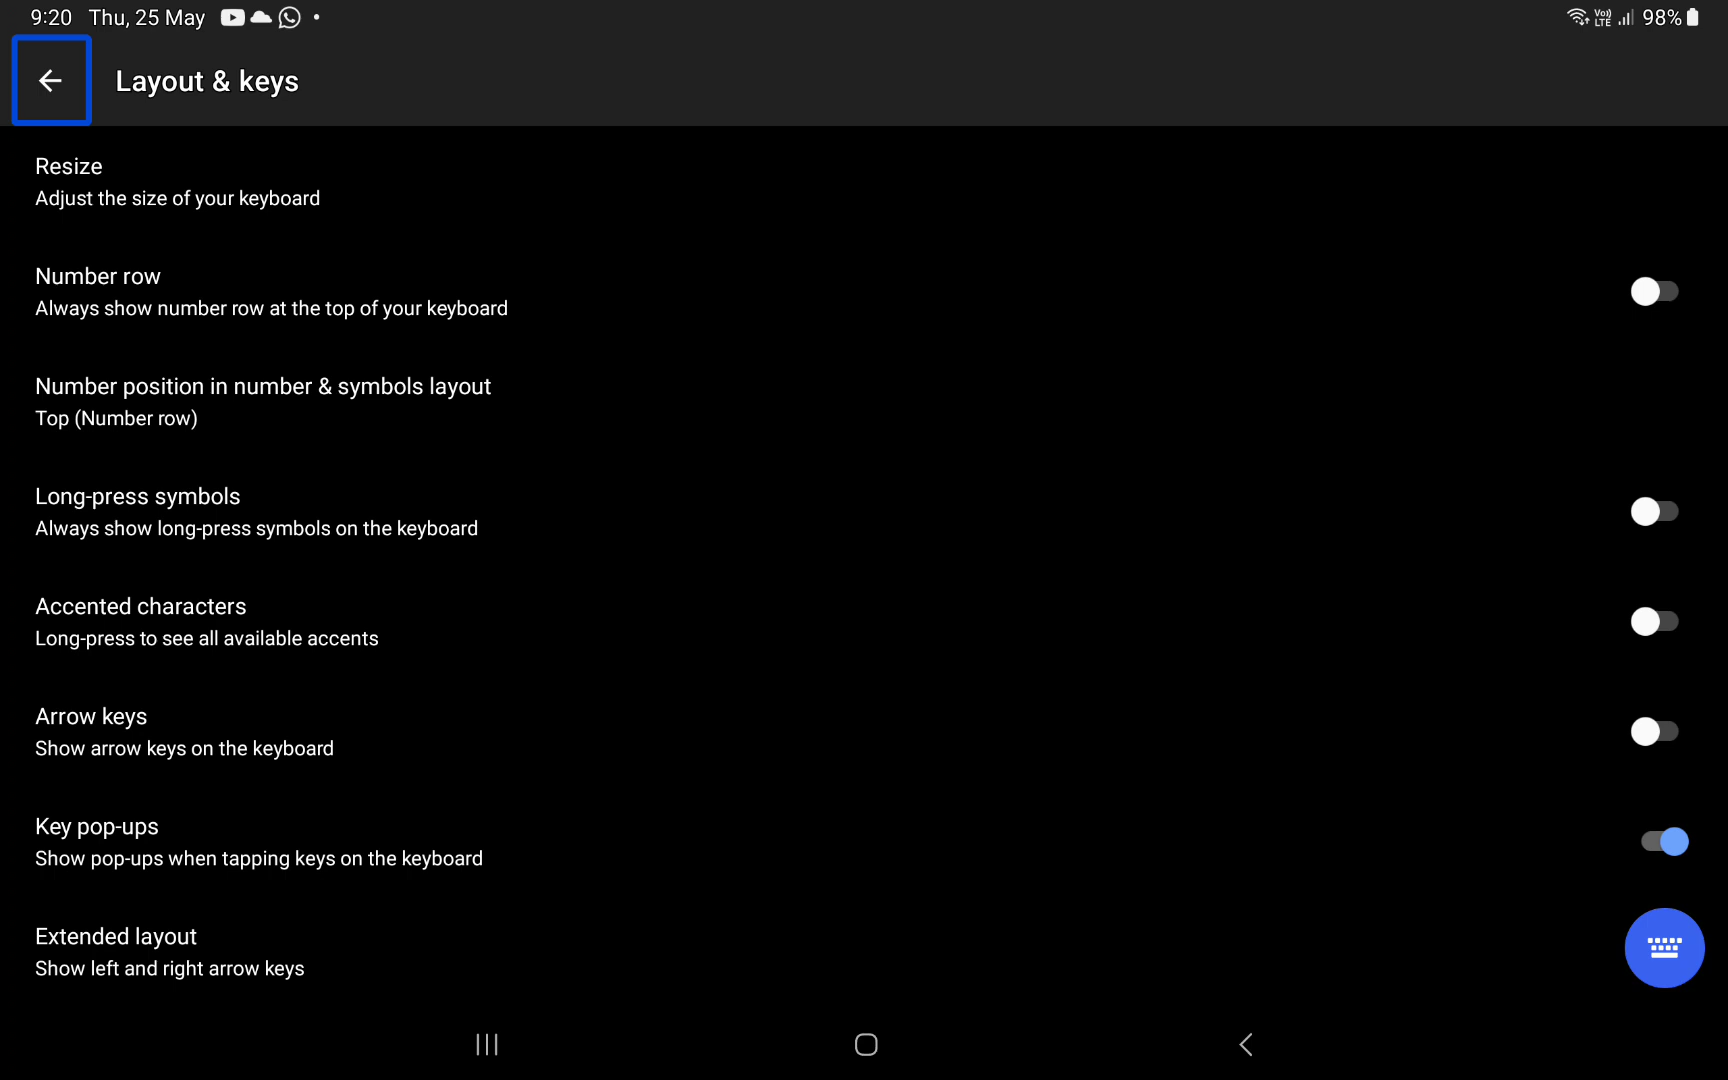 9:20 Thu, 25 May
Vo)) LTE 98%
Layout & keys
Resize
Adjust the size of your keyboard
Number row
Always show number row at the top of your keyboard
Number position in number & symbols layout
Top (Number row)
Long-press symbols
Always show long-press symbols on the keyboard
Accented characters
Long-press to see all available accents
Arrow keys
Show arrow keys on the keyboard
Key pop-ups
Show pop-ups when tapping keys on the keyboard
Extended layout
Show left and right arrow keys